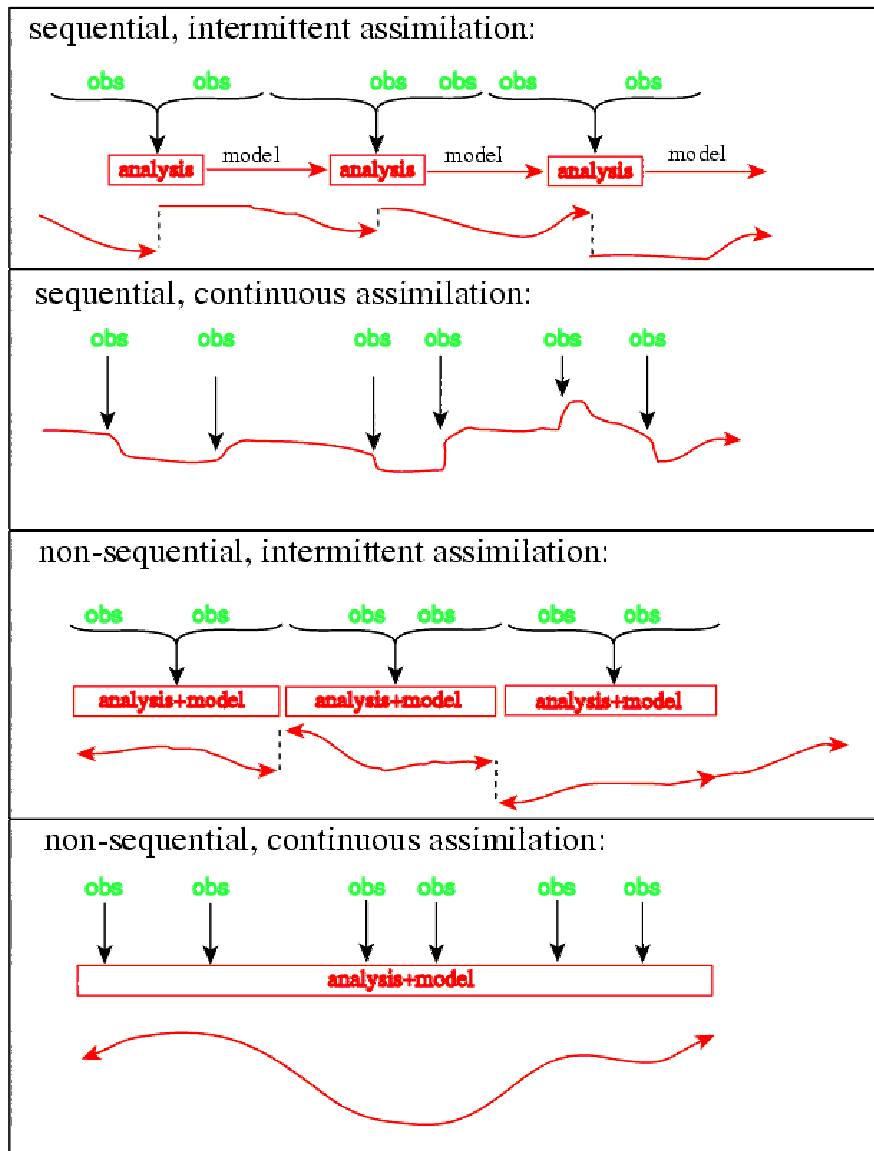 sequential, intermittent assimilation:
obs obs obs obs obs obs
analysis model analysis model analysis model
sequential, continuous assimilation:
obs obs obs obs obs obs
non-sequential, intermittent assimilation:
obs obs obs obs obs obs
analysis+model analysis+model analysis+model
non-sequential, continuous assimilation:
obs obs obs obs obs obs
analysis+model